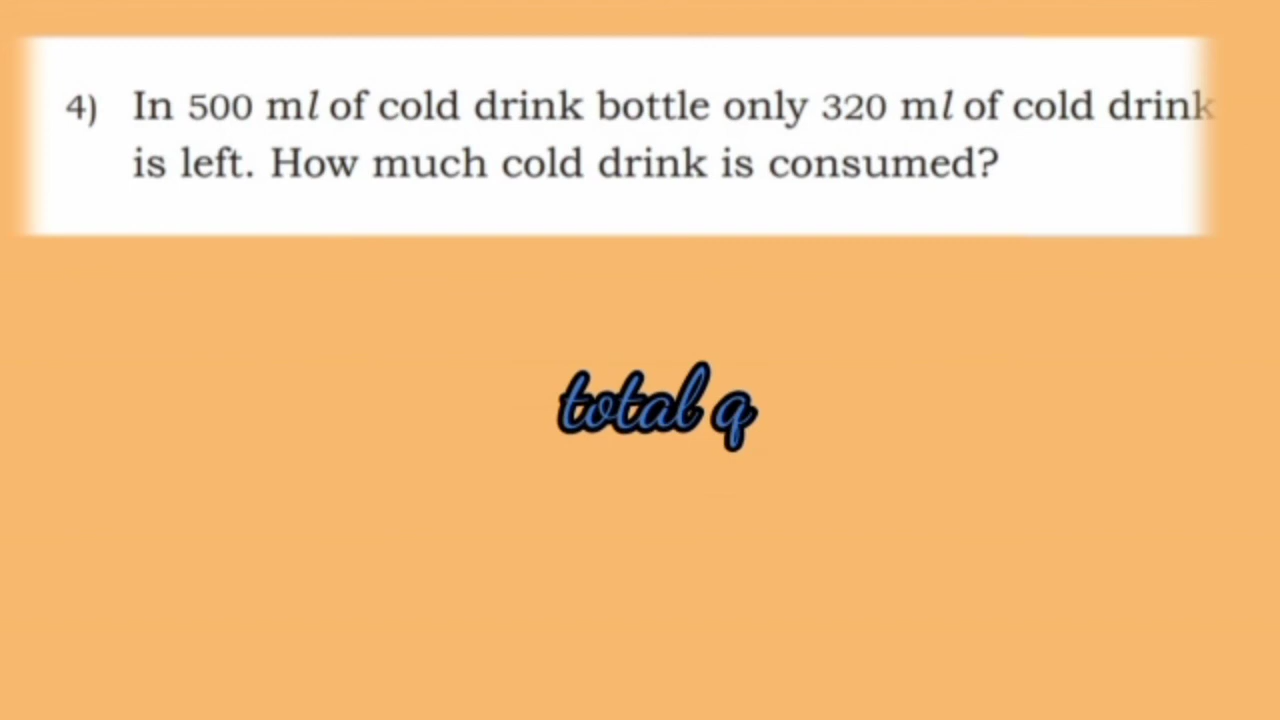 4) In 500 ml of cold drink bottle only 320 ml of cold drink
is left. How much cold drink is consumed?
total q